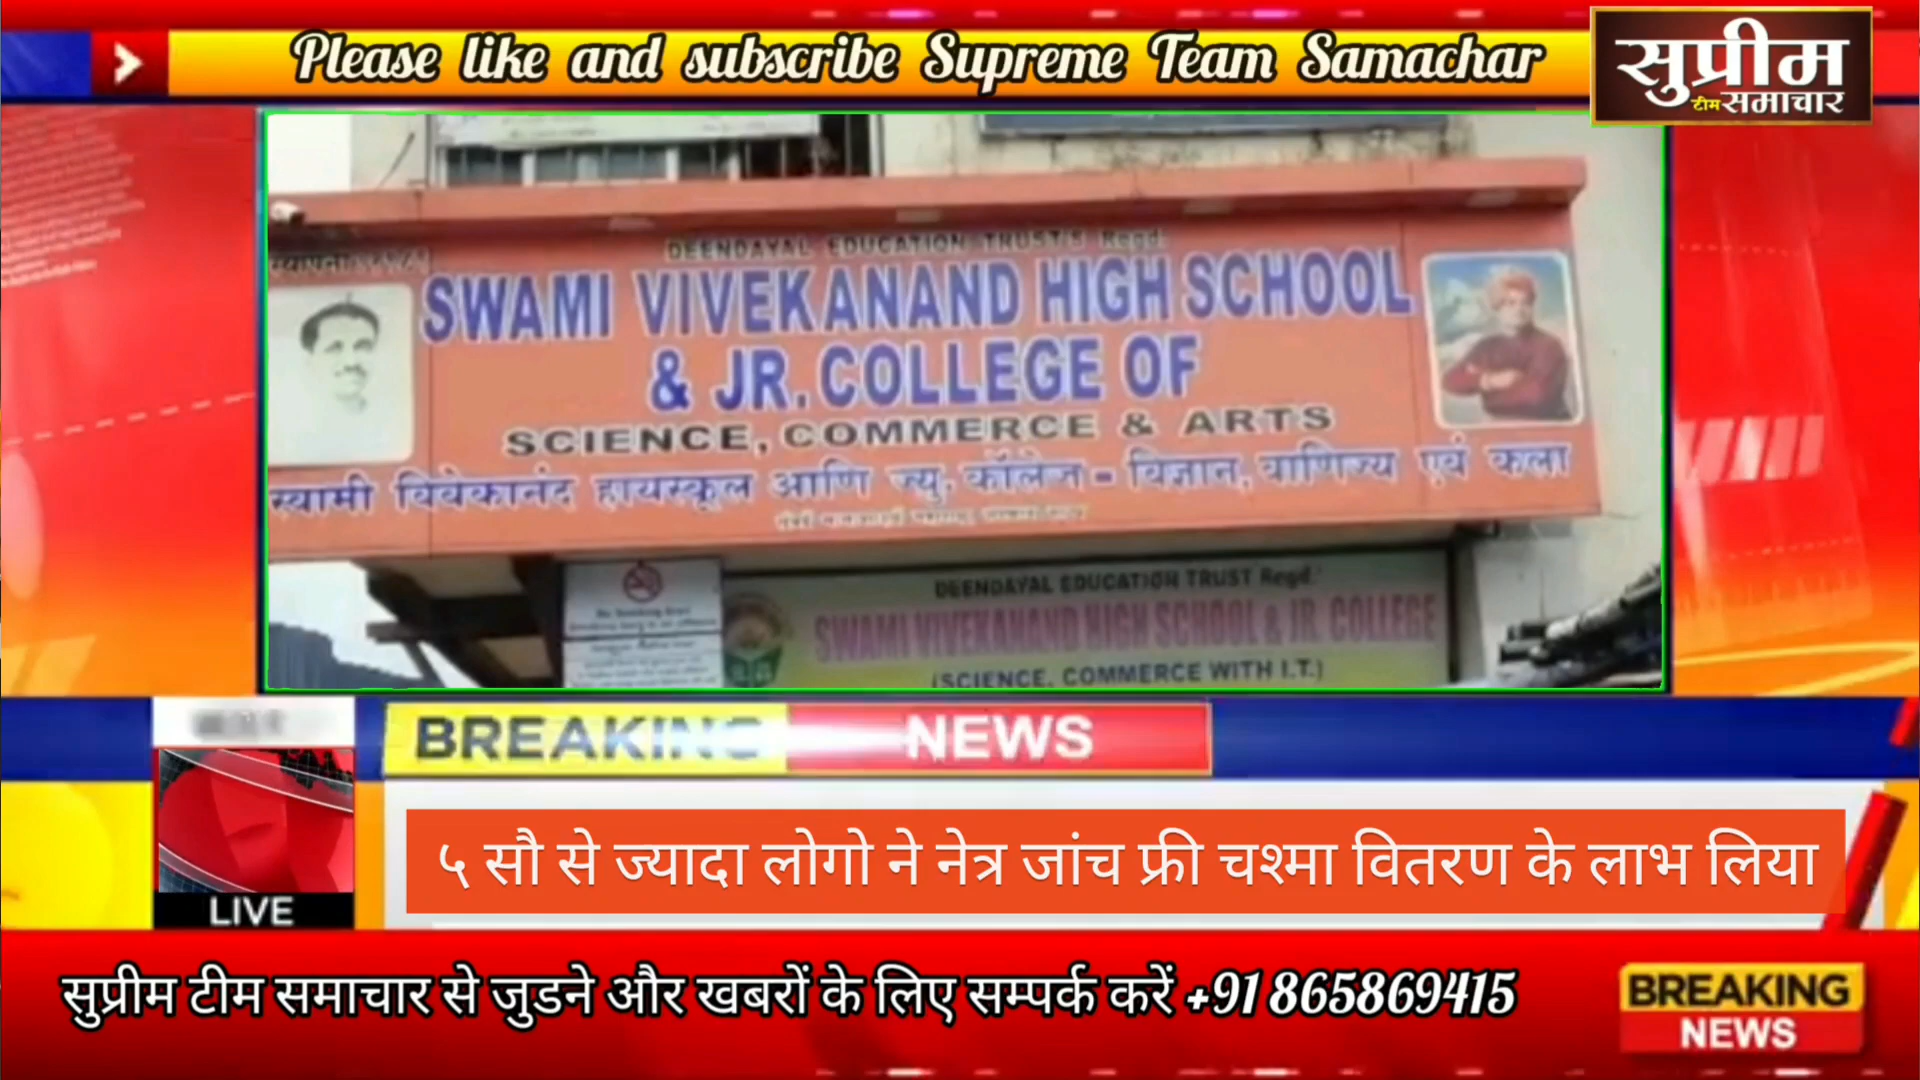 Please like and subscribe Supreme Team Samachar
सुप्रीम
टीम समाचार
DEENDAYAL EDUCATION TRUST'S Regd.
SWAMI VIVEKANAND HIGH SCHOOL
& JR. COLLEGE OF
SCIENCE, COMMERCE & ARTS
स्वामी विवेकानंद हायस्कूल आणि ज्यु. कॉलेज - विज्ञान, वाणिज्य एवं कला
DEENDAYAL EDUCATION TRUST Regd.
SWAMI VIVEKANAND HIGH SCHOOL & JR. COLLEGE
(SCIENCE, COMMERCE WITH I.T.)
BREAKING NEWS
५ सौ से ज्यादा लोगो ने नेत्र जांच फ्री चश्मा वितरण के लाभ लिया
LIVE
सुप्रीम टीम समाचार से जुडने और खबरों के लिए सम्पर्क करें +91 865869415
BREAKING
NEWS